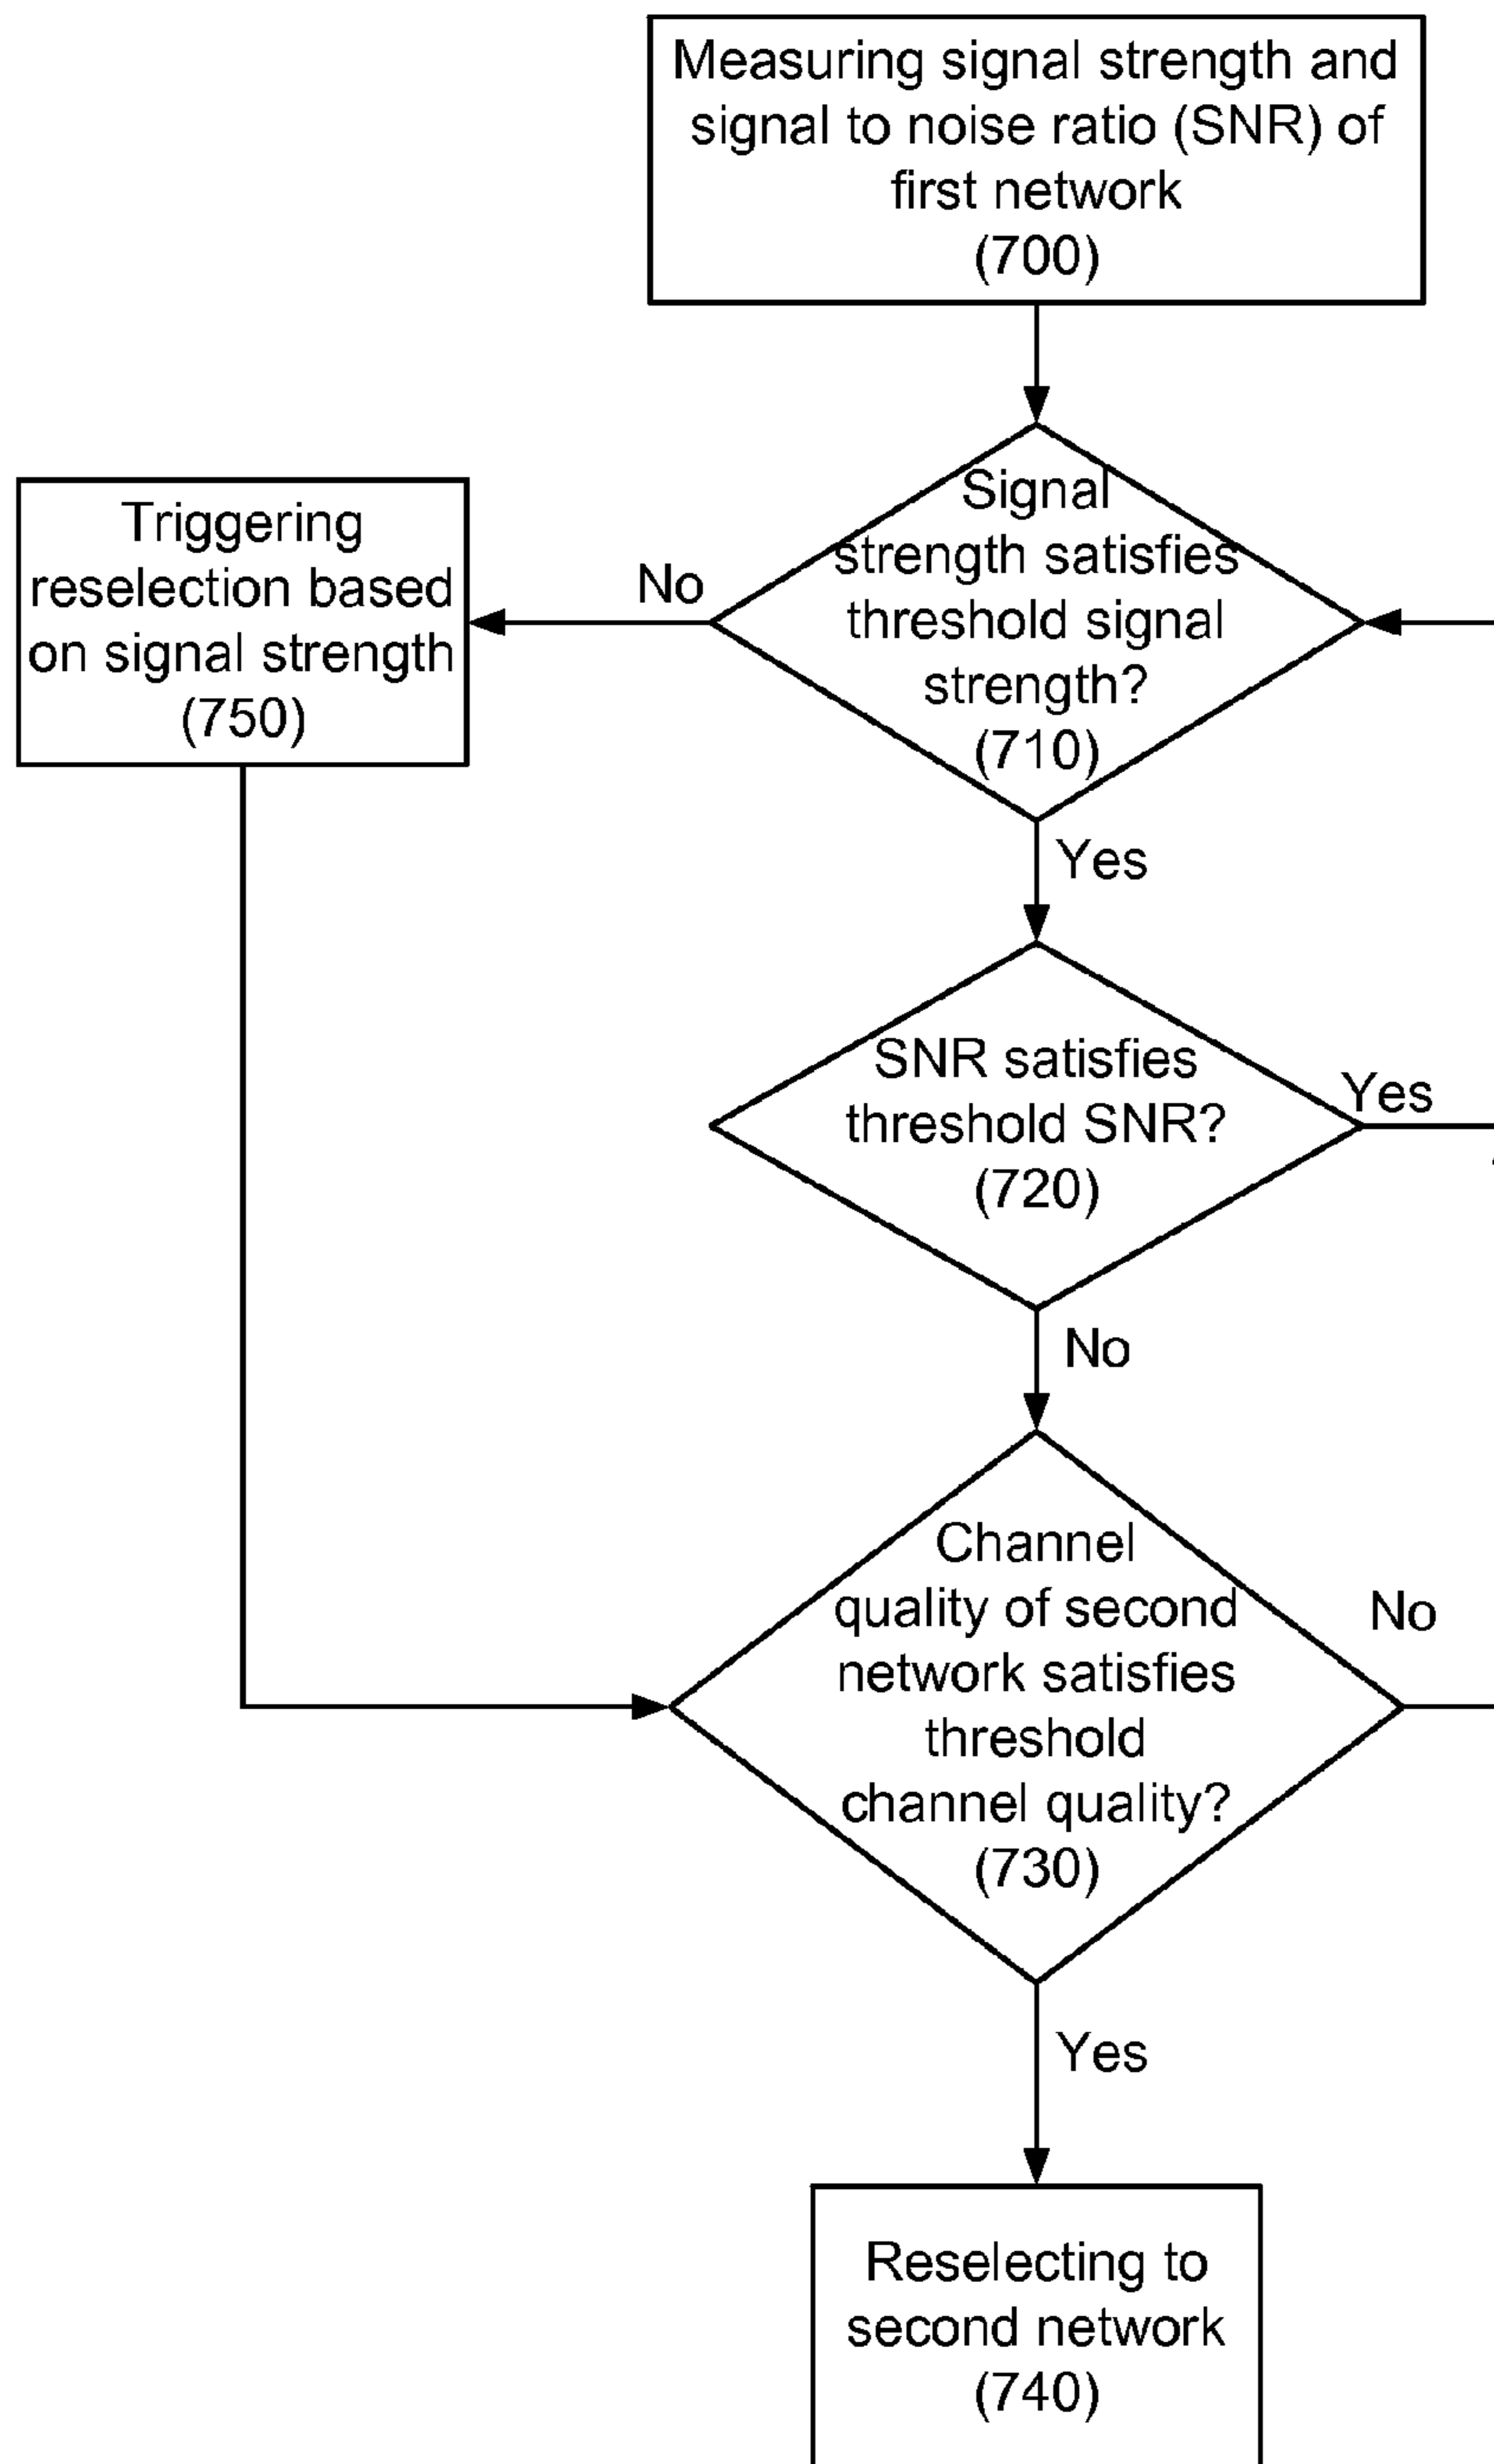 Measuring signal strength and
signal to noise ratio (SNR) of
first network
(700)
Signal
strength satisfies
threshold signal
strength?
(710)
No
Triggering
reselection based
on signal strength
(750)
Yes
SNR satisfies
threshold SNR?
(720)
Yes
No
Channel
quality of second
network satisfies
threshold
channel quality?
(730)
No
Yes
Reselecting to
second network
(740)